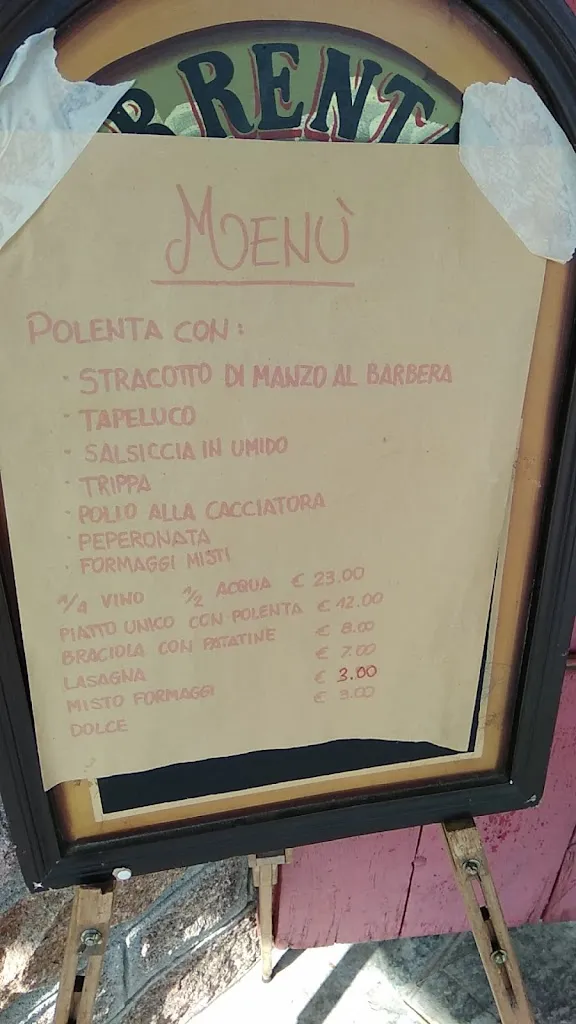 R RENT
MENÙ
POLENTA CON:
· STRACOTTO DI MANZO AL BARBERA
· TAPELUCO
· SALSICCIA IN UMIDO
· TRIPPA
· POLLO ALLA CACCIATORA
· PEPERONATA
· FORMAGGI MISTI
1/4 VINO 1/2 ACQUA € 23.00
PIATTO UNICO CON POLENTA € 12.00
BRACIOLA CON PATATINE € 8.00
LASAGNA € 7.00
MISTO FORMAGGI € 3.00
DOLCE € 3.00